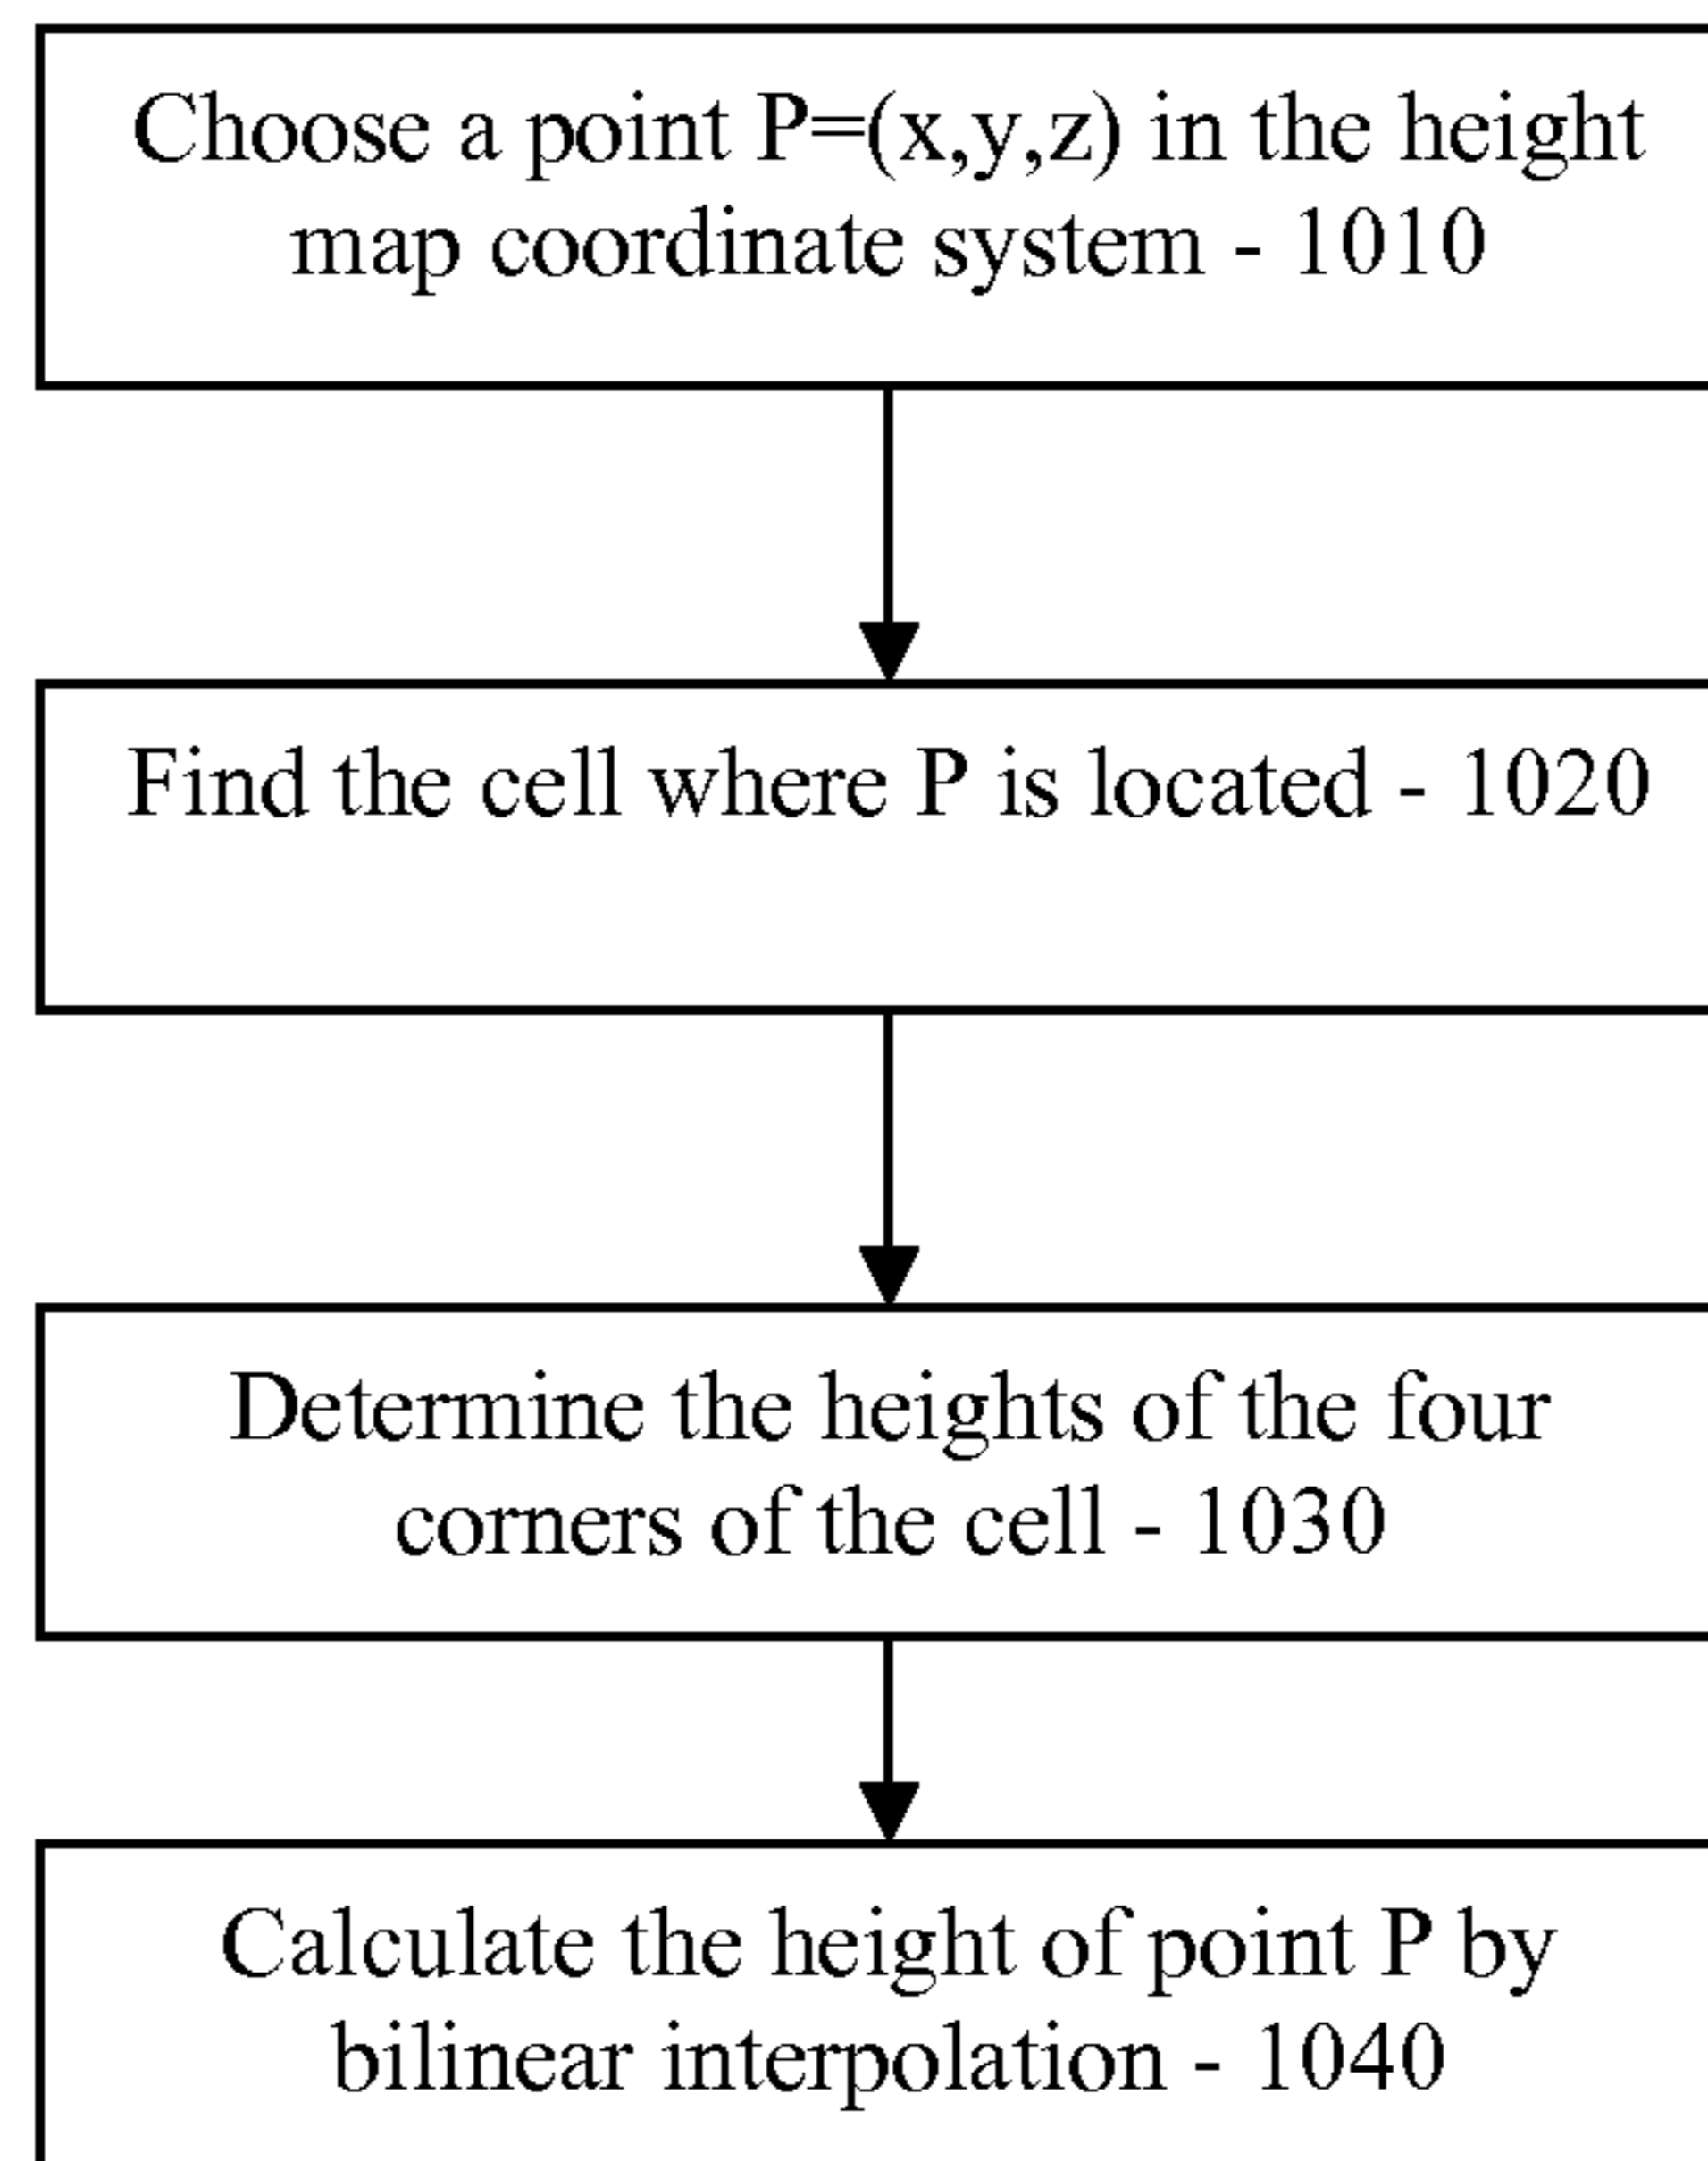 Choose a point P=(x,y,z) in the height
map coordinate system - 1010
Find the cell where P is located - 1020
Determine the heights of the four
corners of the cell - 1030
Calculate the height of point P by
bilinear interpolation - 1040